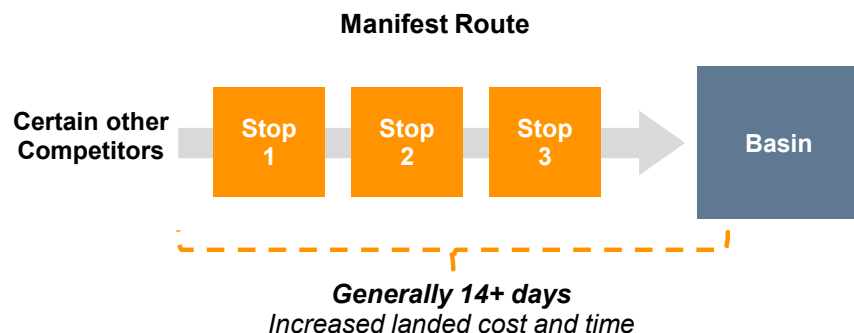 Manifest Route
Certain other
Competitors
Stop
1
Stop
2
Stop
3
Basin
Generally 14+ days
Increased landed cost and time